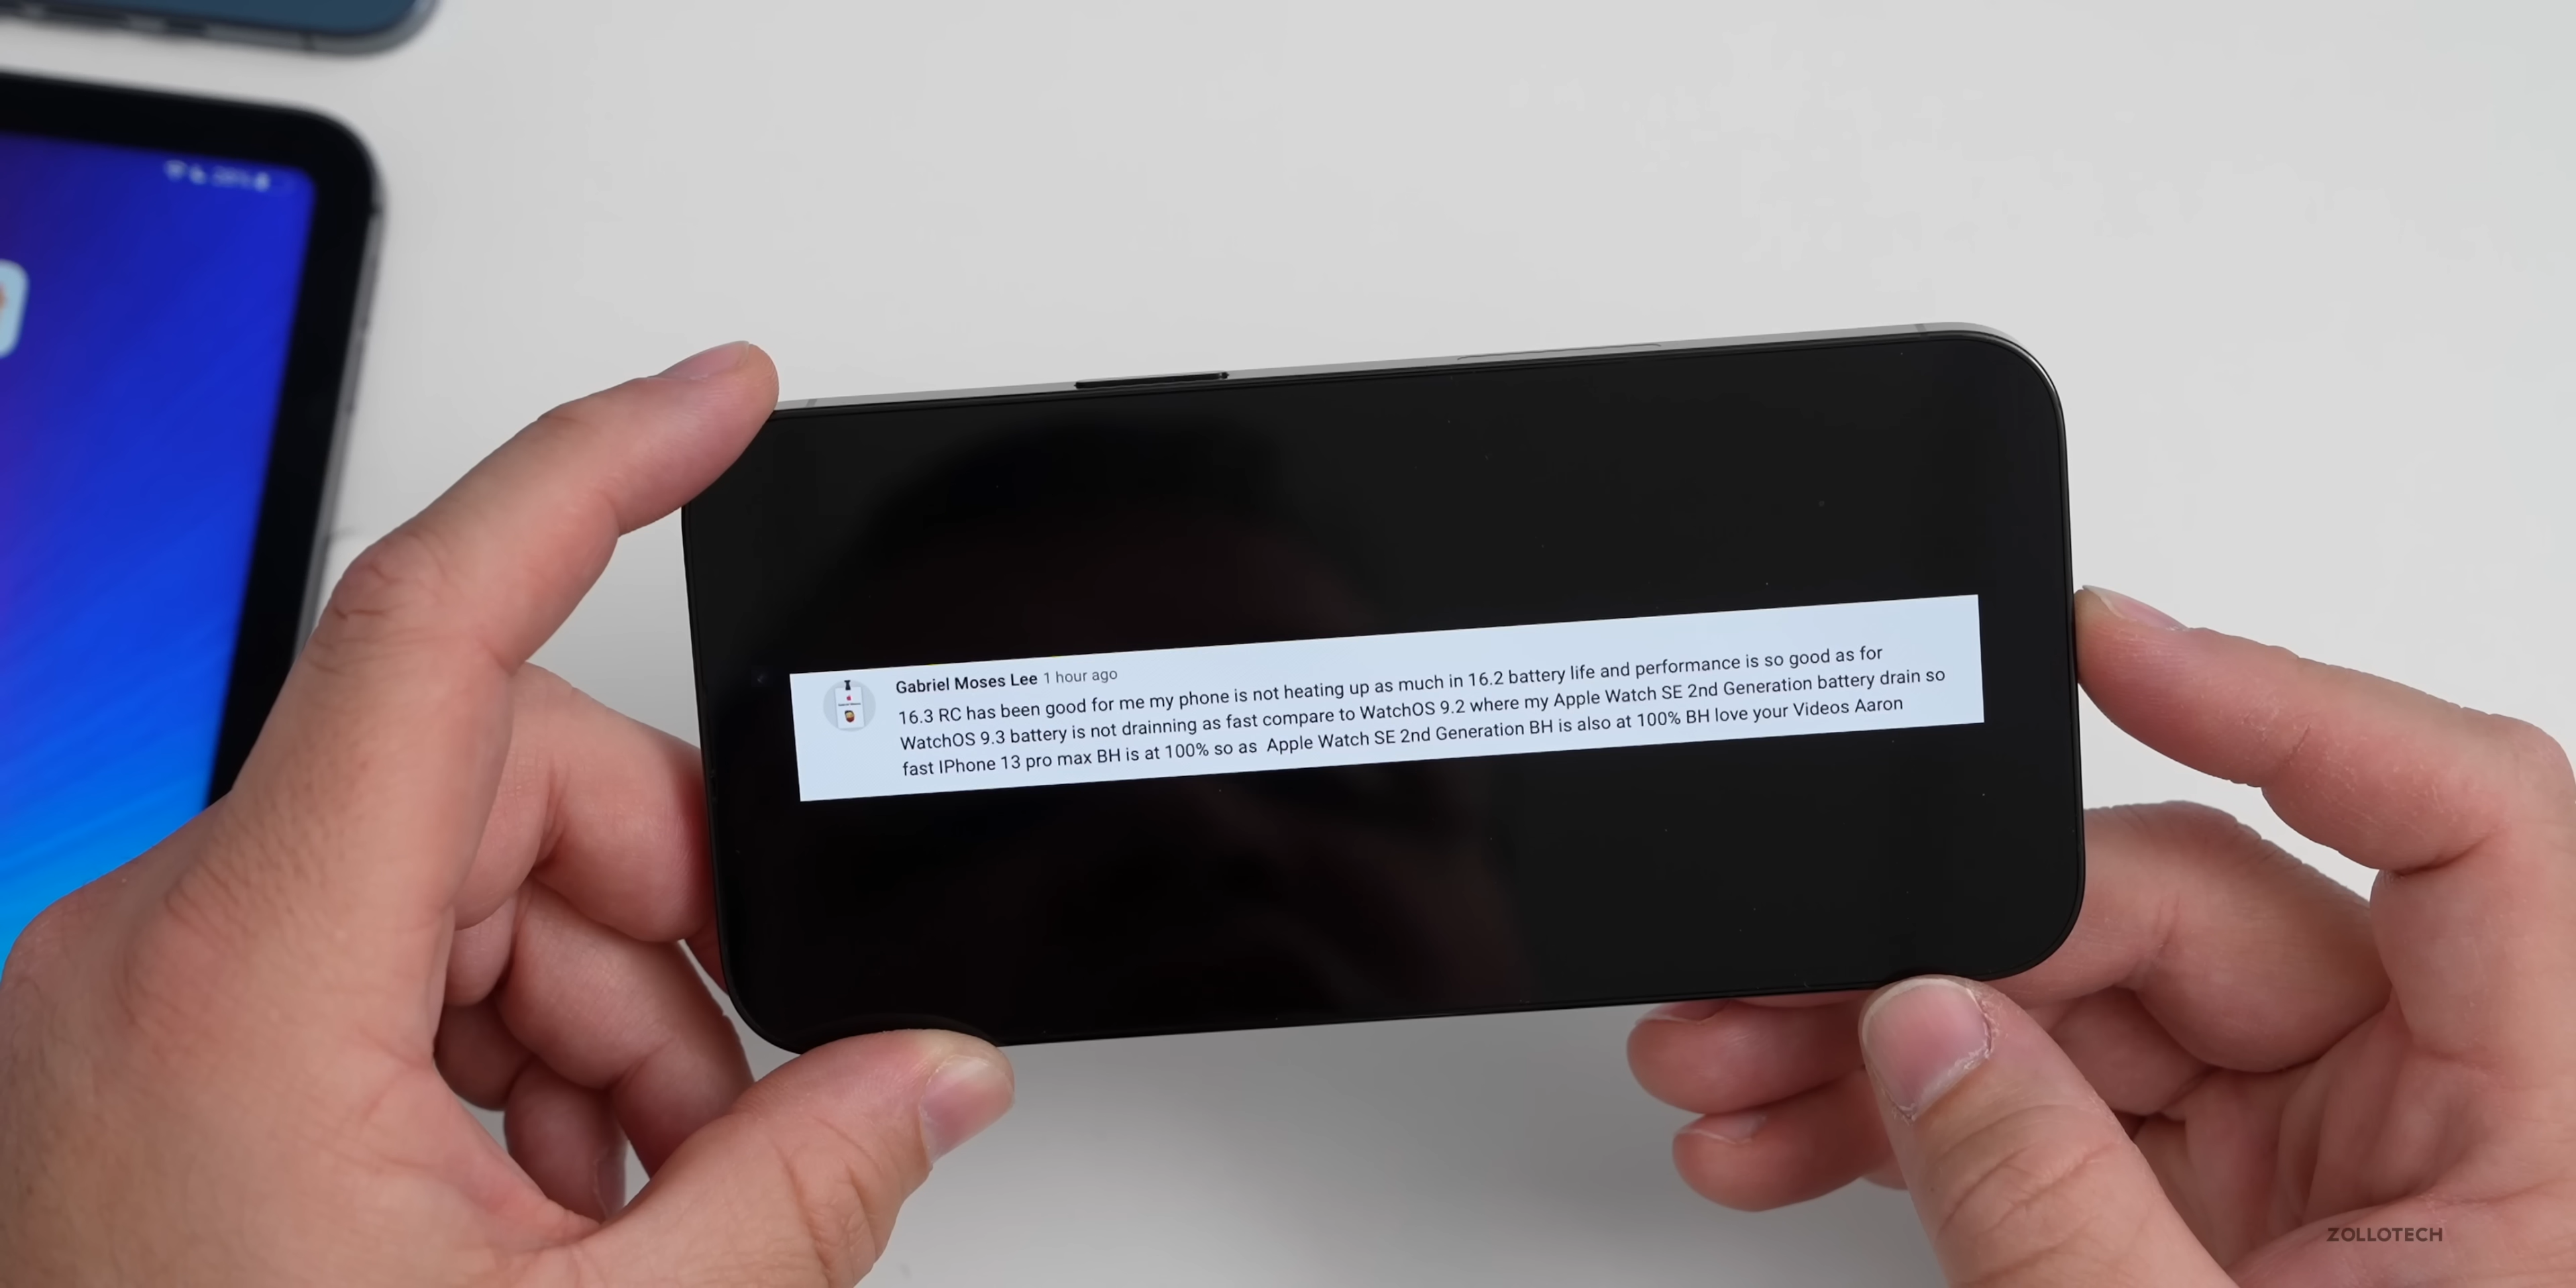 Gabriel Moses Lee 1 hour ago
16.3 RC has been good for me my phone is not heating up as much in 16.2 battery life and performance is so good as for
WatchOS 9.3 battery is not drainning as fast compare to WatchOS 9.2 where my Apple Watch SE 2nd Generation battery drain so
fast IPhone 13 pro max BH is at 100% so as Apple Watch SE 2nd Generation BH is also at 100% BH love your Videos Aaron
ZOLLOTECH